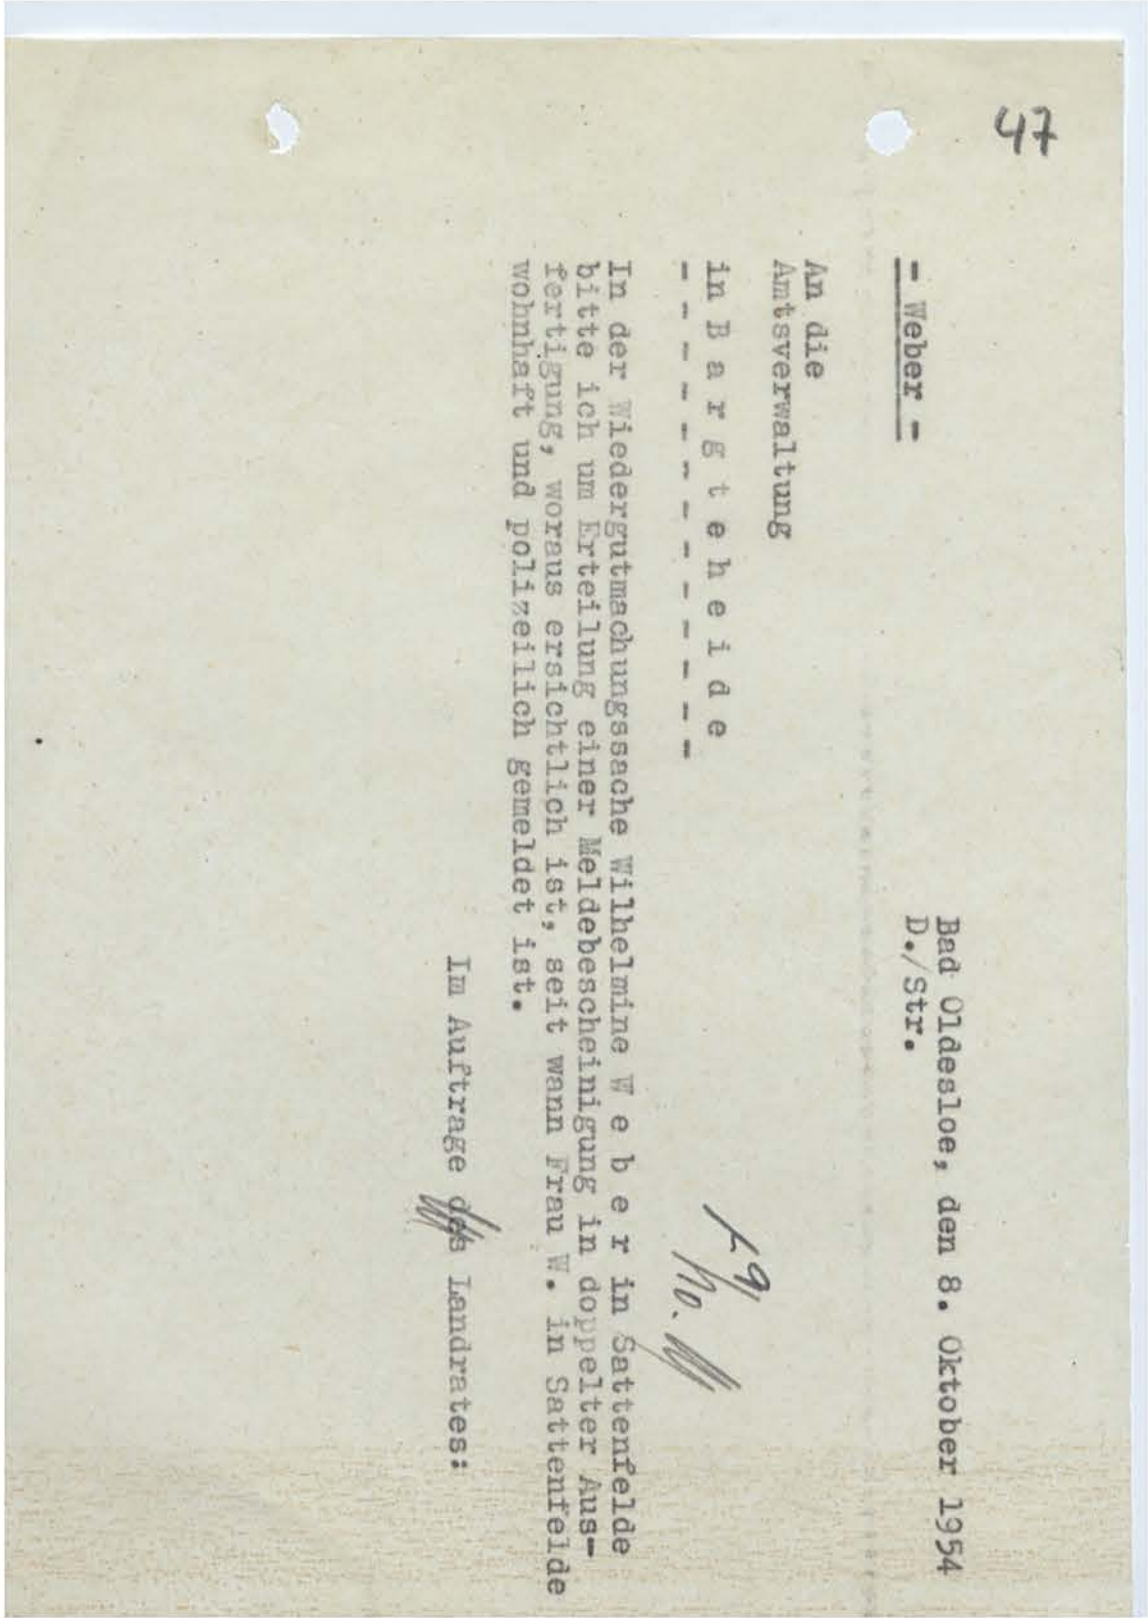 47
Bad Oldesloe, den 8. Oktober 1954
D./Str.
- Weber -
An die
Amtsverwaltung
in B a r g t e h e i d e
- - - - - - - - - - - - -
In der Wiedergutmachungssache Wilhelmine W e b e r in Sattenfelde
bitte ich um Erteilung einer Meldebescheinigung in doppelter Aus-
fertigung, woraus ersichtlich ist, seit wann Frau W. in Sattenfelde
wohnhaft und polizeilich gemeldet ist.
Im Auftrage des Landrates: